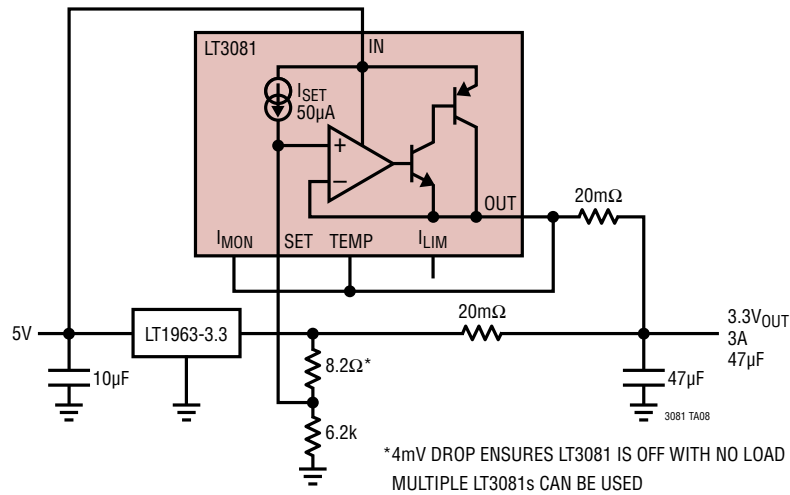 LT3081
IN
I_SET
50µA
+
–
OUT
20mΩ
I_MON
SET
TEMP
I_LIM
5V
LT1963-3.3
20mΩ
3.3V_OUT
3A
47µF
10µF
8.2Ω*
47µF
3081 TA08
6.2k
*4mV DROP ENSURES LT3081 IS OFF WITH NO LOAD
MULTIPLE LT3081s CAN BE USED